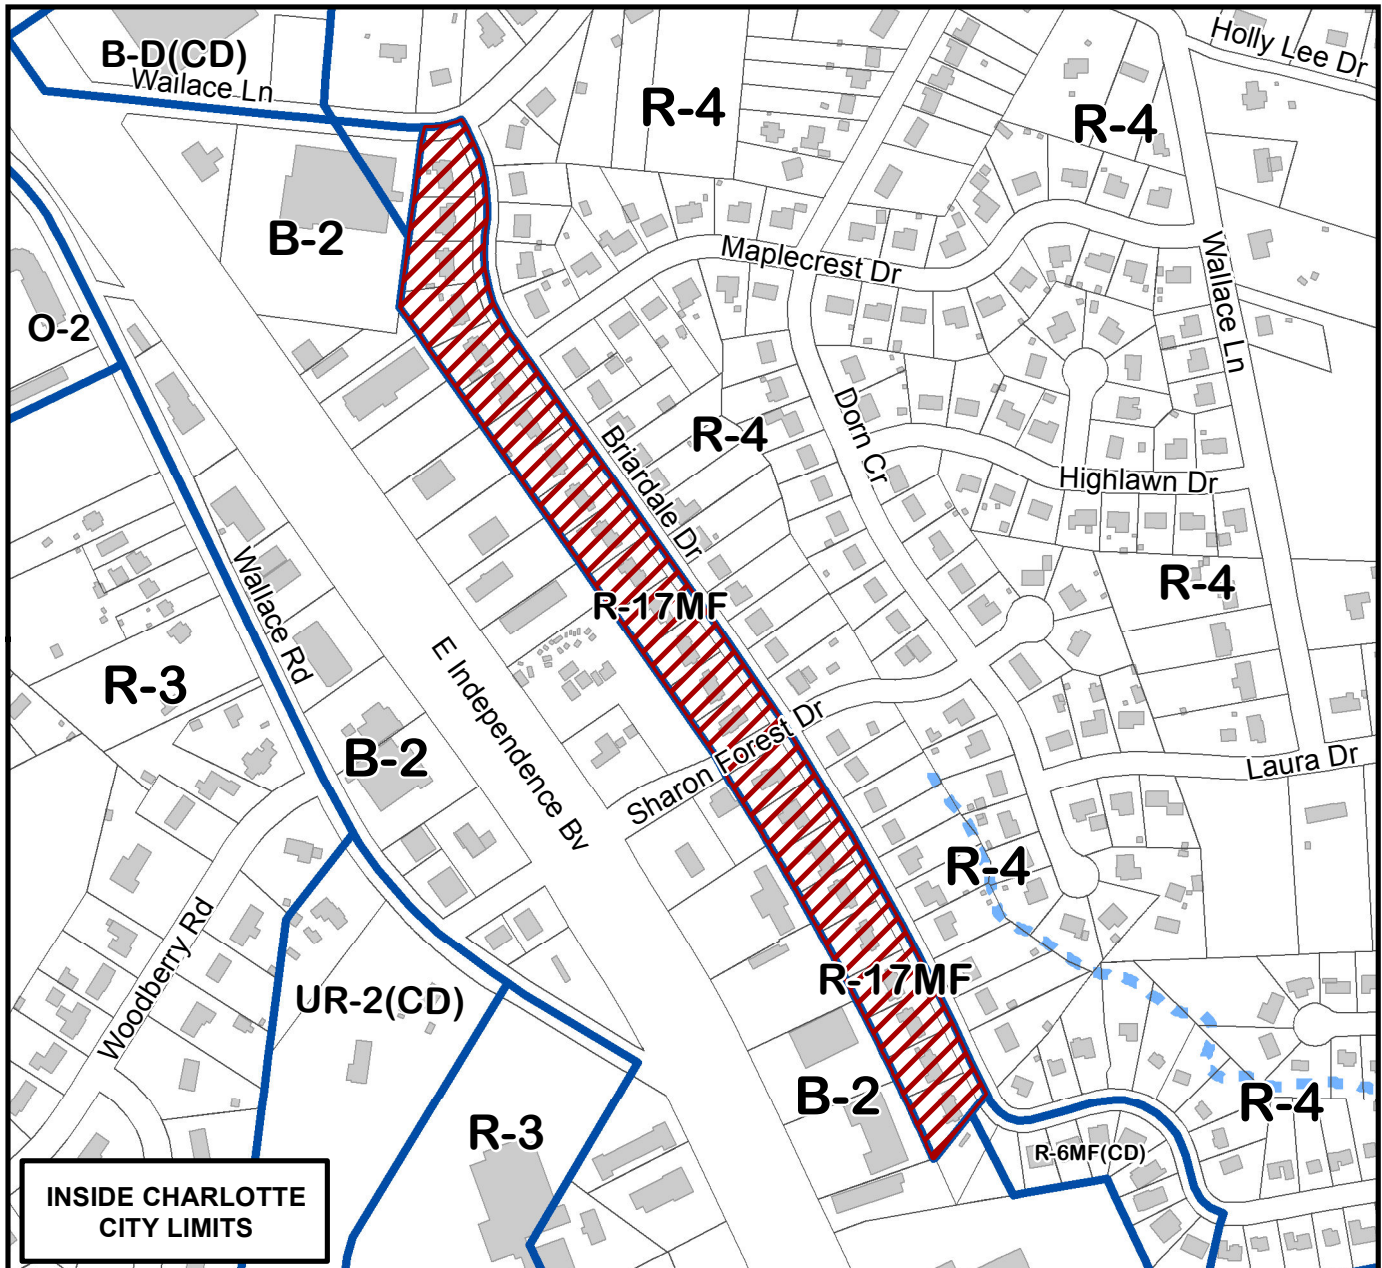 Holly Lee Dr
B-D(CD)
Wallace Ln
R-4
R-4
B-2
Maplecrest Dr
Wallace Ln
O-2
Dorn Cr
R-4
Briardale Dr
Highlawn Dr
R-4
Wallace Rd
R-17MF
E Independence Bv
R-3
Sharon Forest Dr
B-2
Laura Dr
R-4
Woodberry Rd
R-17MF
UR-2(CD)
B-2
R-4
R-3
R-6MF(CD)
INSIDE CHARLOTTE
CITY LIMITS